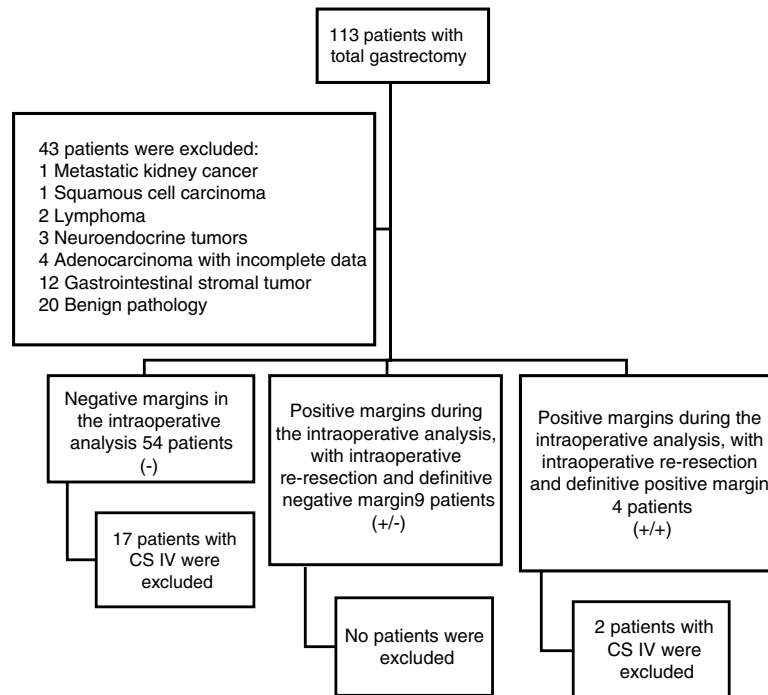 113 patients with
total gastrectomy
43 patients were excluded:
1 Metastatic kidney cancer
1 Squamous cell carcinoma
2 Lymphoma
3 Neuroendocrine tumors
4 Adenocarcinoma with incomplete data
12 Gastrointestinal stromal tumor
20 Benign pathology
Negative margins in
the intraoperative
analysis 54 patients
(-)
17 patients with
CS IV were
excluded
Positive margins during
the intraoperative analysis,
with intraoperative
re-resection and definitive
negative margin9 patients
(+/-)
No patients were
excluded
Positive margins during the
intraoperative analysis, with
intraoperative re-resection
and definitive positive margin
4 patients
(+/+)
2 patients with
CS IV were
excluded